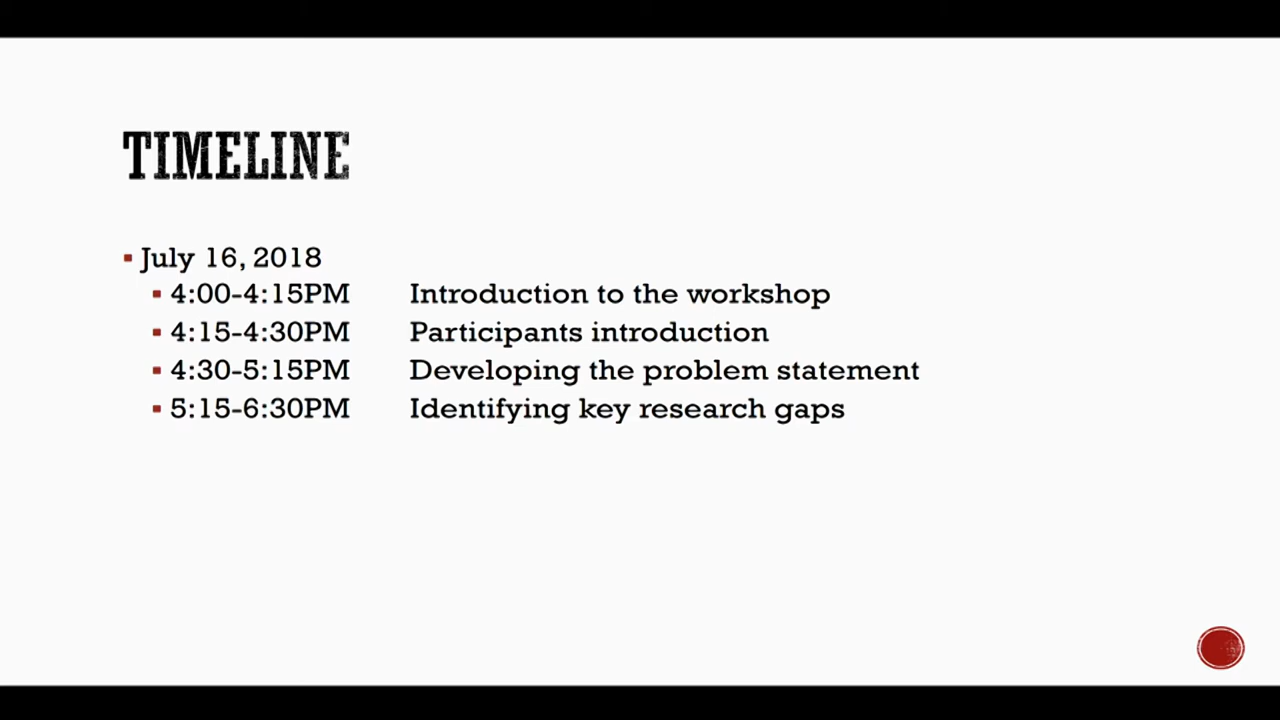 TIMELINE
July 16, 2018
4:00-4:15PM Introduction to the workshop
4:15-4:30PM Participants introduction
4:30-5:15PM Developing the problem statement
5:15-6:30PM Identifying key research gaps